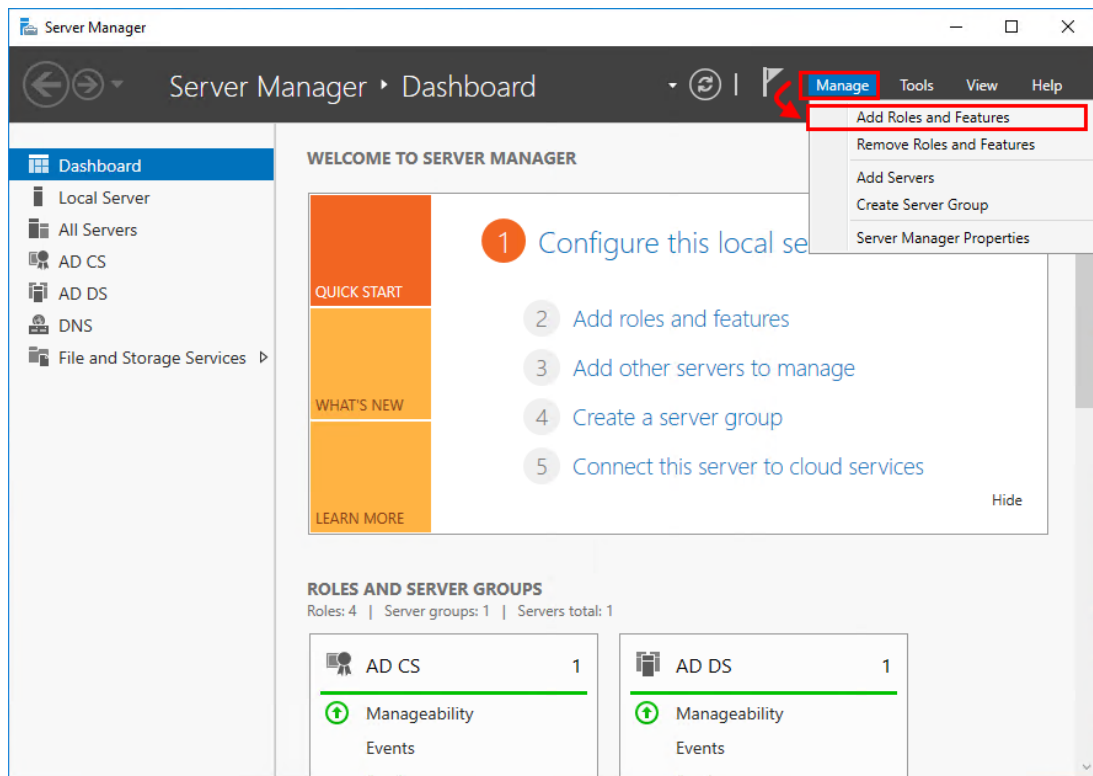 Server Manager
Server Manager ‣ Dashboard
Manage Tools View Help
Add Roles and Features
Remove Roles and Features
Add Servers
Create Server Group
Server Manager Properties
Dashboard
Local Server
All Servers
AD CS
AD DS
DNS
File and Storage Services
WELCOME TO SERVER MANAGER
QUICK START
WHAT'S NEW
LEARN MORE
1 Configure this local se
2 Add roles and features
3 Add other servers to manage
4 Create a server group
5 Connect this server to cloud services
Hide
ROLES AND SERVER GROUPS
Roles: 4 | Server groups: 1 | Servers total: 1
AD CS 1
Manageability
Events
AD DS 1
Manageability
Events